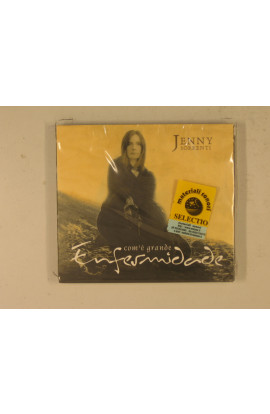 JENNY
SORRENTI
materiali sonori
SELECTIO
com'è grande
Enfermidade